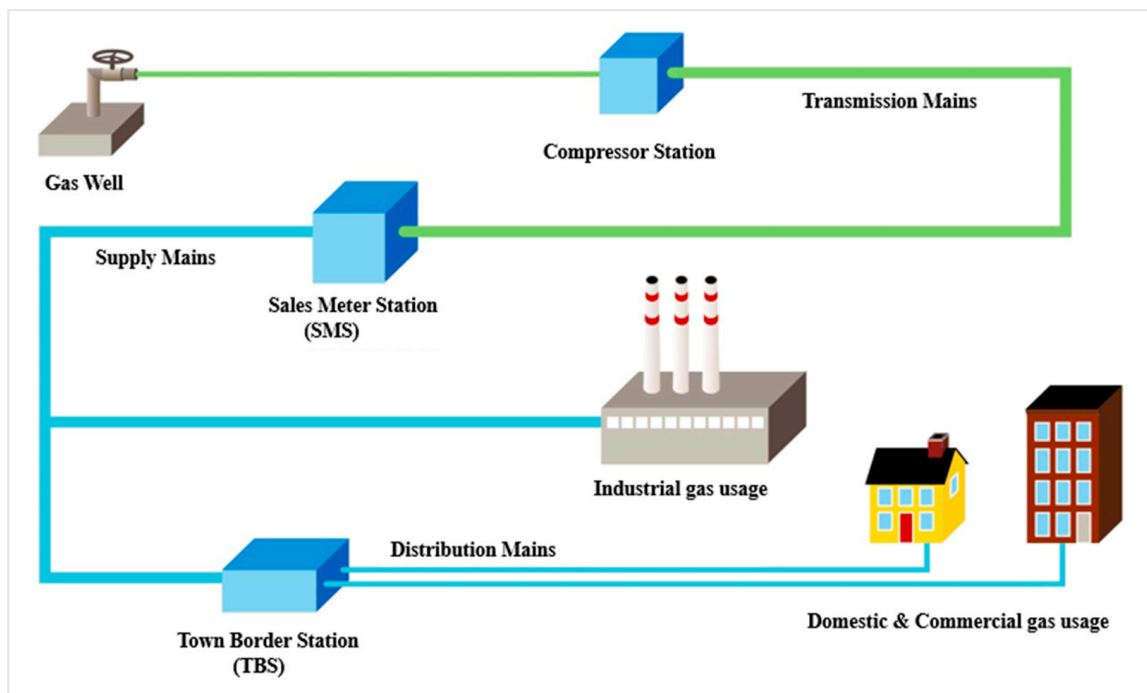 Transmission Mains
Compressor Station
Gas Well
Supply Mains
Sales Meter Station
(SMS)
Industrial gas usage
Distribution Mains
Domestic & Commercial gas usage
Town Border Station
(TBS)